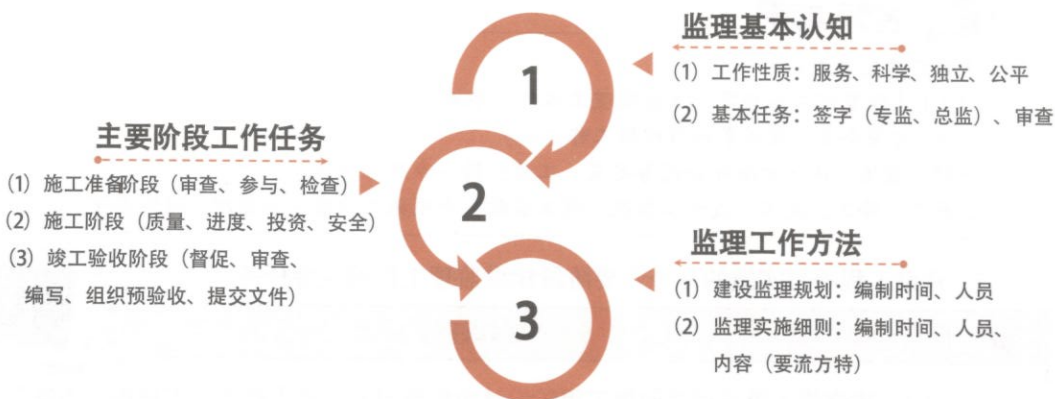 1
监理基本认知
(1) 工作性质：服务、科学、独立、公平
(2) 基本任务：签字（专监、总监）、审查
2
主要阶段工作任务
(1) 施工准备阶段（审查、参与、检查）
(2) 施工阶段（质量、进度、投资、安全）
(3) 竣工验收阶段（督促、审查、
编写、组织预验收、提交文件）
3
监理工作方法
(1) 建设监理规划：编制时间、人员
(2) 监理实施细则：编制时间、人员、
内容（要流方特）